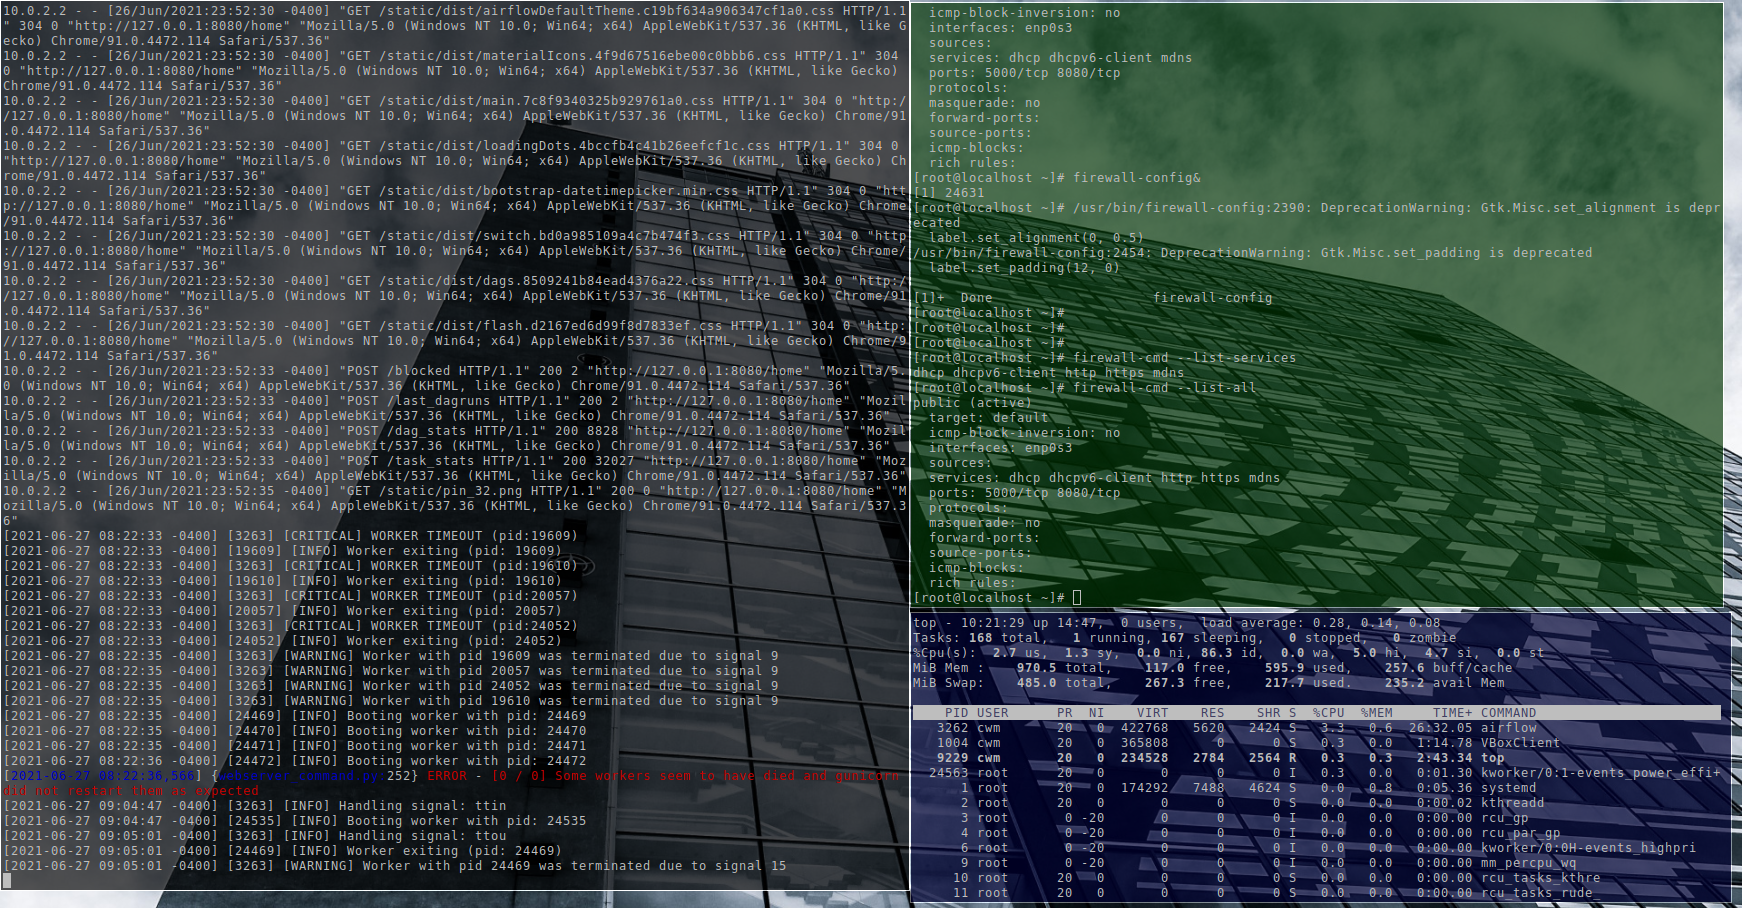 10.0.2.2 - - [26/Jun/2021:23:52:30 -0400] "GET /static/dist/airflowDefaultTheme.c19bf634a906347cf1a0.css HTTP/1.1
" 304 0 "http://127.0.0.1:8080/home" "Mozilla/5.0 (Windows NT 10.0; Win64; x64) AppleWebKit/537.36 (KHTML, like G
ecko) Chrome/91.0.4472.114 Safari/537.36"
10.0.2.2 - - [26/Jun/2021:23:52:30 -0400] "GET /static/dist/materialIcons.4f9d67516ebe00c0bbb6.css HTTP/1.1" 304
0 "http://127.0.0.1:8080/home" "Mozilla/5.0 (Windows NT 10.0; Win64; x64) AppleWebKit/537.36 (KHTML, like Gecko)
Chrome/91.0.4472.114 Safari/537.36"
10.0.2.2 - - [26/Jun/2021:23:52:30 -0400] "GET /static/dist/main.7c8f9340325b929761a0.css HTTP/1.1" 304 0 "http:/
/127.0.0.1:8080/home" "Mozilla/5.0 (Windows NT 10.0; Win64; x64) AppleWebKit/537.36 (KHTML, like Gecko) Chrome/91
.0.4472.114 Safari/537.36"
10.0.2.2 - - [26/Jun/2021:23:52:30 -0400] "GET /static/dist/loadingDots.4bccfb4c41b26eefcf1c.css HTTP/1.1" 304 0
"http://127.0.0.1:8080/home" "Mozilla/5.0 (Windows NT 10.0; Win64; x64) AppleWebKit/537.36 (KHTML, like Gecko) Ch
rome/91.0.4472.114 Safari/537.36"
10.0.2.2 - - [26/Jun/2021:23:52:30 -0400] "GET /static/dist/bootstrap-datetimepicker.min.css HTTP/1.1" 304 0 "htt
p://127.0.0.1:8080/home" "Mozilla/5.0 (Windows NT 10.0; Win64; x64) AppleWebKit/537.36 (KHTML, like Gecko) Chrome
/91.0.4472.114 Safari/537.36"
10.0.2.2 - - [26/Jun/2021:23:52:30 -0400] "GET /static/dist/switch.bd0a985109a4c7b474f3.css HTTP/1.1" 304 0 "http
://127.0.0.1:8080/home" "Mozilla/5.0 (Windows NT 10.0; Win64; x64) AppleWebKit/537.36 (KHTML, like Gecko) Chrome/
91.0.4472.114 Safari/537.36"
10.0.2.2 - - [26/Jun/2021:23:52:30 -0400] "GET /static/dist/dags.8509241b84ead4376a22.css HTTP/1.1" 304 0 "http:/
/127.0.0.1:8080/home" "Mozilla/5.0 (Windows NT 10.0; Win64; x64) AppleWebKit/537.36 (KHTML, like Gecko) Chrome/91
.0.4472.114 Safari/537.36"
10.0.2.2 - - [26/Jun/2021:23:52:30 -0400] "GET /static/dist/flash.d2167ed6d99f8d7833ef.css HTTP/1.1" 304 0 "http:
//127.0.0.1:8080/home" "Mozilla/5.0 (Windows NT 10.0; Win64; x64) AppleWebKit/537.36 (KHTML, like Gecko) Chrome/9
1.0.4472.114 Safari/537.36"
10.0.2.2 - - [26/Jun/2021:23:52:33 -0400] "POST /blocked HTTP/1.1" 200 2 "http://127.0.0.1:8080/home" "Mozilla/5.
0 (Windows NT 10.0; Win64; x64) AppleWebKit/537.36 (KHTML, like Gecko) Chrome/91.0.4472.114 Safari/537.36"
10.0.2.2 - - [26/Jun/2021:23:52:33 -0400] "POST /last_dagruns HTTP/1.1" 200 2 "http://127.0.0.1:8080/home" "Mozil
la/5.0 (Windows NT 10.0; Win64; x64) AppleWebKit/537.36 (KHTML, like Gecko) Chrome/91.0.4472.114 Safari/537.36"
10.0.2.2 - - [26/Jun/2021:23:52:33 -0400] "POST /dag_stats HTTP/1.1" 200 8828 "http://127.0.0.1:8080/home" "Mozil
la/5.0 (Windows NT 10.0; Win64; x64) AppleWebKit/537.36 (KHTML, like Gecko) Chrome/91.0.4472.114 Safari/537.36"
10.0.2.2 - - [26/Jun/2021:23:52:33 -0400] "POST /task_stats HTTP/1.1" 200 32027 "http://127.0.0.1:8080/home" "Moz
illa/5.0 (Windows NT 10.0; Win64; x64) AppleWebKit/537.36 (KHTML, like Gecko) Chrome/91.0.4472.114 Safari/537.36"
10.0.2.2 - - [26/Jun/2021:23:52:35 -0400] "GET /static/pin_32.png HTTP/1.1" 200 0 "http://127.0.0.1:8080/home" "M
ozilla/5.0 (Windows NT 10.0; Win64; x64) AppleWebKit/537.36 (KHTML, like Gecko) Chrome/91.0.4472.114 Safari/537.3
6"
[2021-06-27 08:22:33 -0400] [3263] [CRITICAL] WORKER TIMEOUT (pid:19609)
[2021-06-27 08:22:33 -0400] [19609] [INFO] Worker exiting (pid: 19609)
[2021-06-27 08:22:33 -0400] [3263] [CRITICAL] WORKER TIMEOUT (pid:19610)
[2021-06-27 08:22:33 -0400] [19610] [INFO] Worker exiting (pid: 19610)
[2021-06-27 08:22:33 -0400] [3263] [CRITICAL] WORKER TIMEOUT (pid:20057)
[2021-06-27 08:22:33 -0400] [20057] [INFO] Worker exiting (pid: 20057)
[2021-06-27 08:22:33 -0400] [3263] [CRITICAL] WORKER TIMEOUT (pid:24052)
[2021-06-27 08:22:33 -0400] [24052] [INFO] Worker exiting (pid: 24052)
[2021-06-27 08:22:35 -0400] [3263] [WARNING] Worker with pid 19609 was terminated due to signal 9
[2021-06-27 08:22:35 -0400] [3263] [WARNING] Worker with pid 20057 was terminated due to signal 9
[2021-06-27 08:22:35 -0400] [3263] [WARNING] Worker with pid 24052 was terminated due to signal 9
[2021-06-27 08:22:36 -0400] [3263] [WARNING] Worker with pid 19610 was terminated due to signal 9
[2021-06-27 08:22:35 -0400] [24469] [INFO] Booting worker with pid: 24469
[2021-06-27 08:22:35 -0400] [24470] [INFO] Booting worker with pid: 24470
[2021-06-27 08:22:35 -0400] [24471] [INFO] Booting worker with pid: 24471
[2021-06-27 08:22:36 -0400] [24472] [INFO] Booting worker with pid: 24472
[2021-06-27 08:22:36,566] {webserver_command.py:252} ERROR - [0 / 0] Some workers seem to have died and gunicorn
did not restart them as expected
[2021-06-27 09:04:47 -0400] [3263] [INFO] Handling signal: ttin
[2021-06-27 09:04:47 -0400] [24535] [INFO] Booting worker with pid: 24535
[2021-06-27 09:05:01 -0400] [3263] [INFO] Handling signal: ttou
[2021-06-27 09:05:01 -0400] [24469] [INFO] Worker exiting (pid: 24469)
[2021-06-27 09:05:01 -0400] [3263] [WARNING] Worker with pid 24469 was terminated due to signal 15
icmp-block-inversion: no
interfaces: enp0s3
sources:
services: dhcp dhcpv6-client mdns
ports: 5000/tcp 8080/tcp
protocols:
masquerade: no
forward-ports:
source-ports:
icmp-blocks:
rich rules:
[root@localhost ~]# firewall-config&
[1] 24631
[root@localhost ~]# /usr/bin/firewall-config:2390: DeprecationWarning: Gtk.Misc.set_alignment is depr
ecated
label.set_alignment(0, 0.5)
/usr/bin/firewall-config:2454: DeprecationWarning: Gtk.Misc.set_padding is deprecated
label.set_padding(12, 0)
[1]+  Done                          firewall-config
[root@localhost ~]#
[root@localhost ~]#
[root@localhost ~]#
[root@localhost ~]# firewall-cmd --list-services
dhcp dhcpv6-client http https mdns
[root@localhost ~]# firewall-cmd --list-all
public (active)
target: default
icmp-block-inversion: no
interfaces: enp0s3
sources:
services: dhcp dhcpv6-client http https mdns
ports: 5000/tcp 8080/tcp
protocols:
masquerade: no
forward-ports:
source-ports:
icmp-blocks:
rich rules:
[root@localhost ~]#
top - 10:21:29 up 14:47,  0 users,  load average: 0.28, 0.14, 0.08
Tasks: 168 total,   1 running, 167 sleeping,   0 stopped,   0 zombie
%Cpu(s):  2.7 us,  1.3 sy,  0.0 ni, 86.3 id,  0.0 wa,  5.0 hi,  4.7 si,  0.0 st
MiB Mem :    970.5 total,    117.0 free,    595.9 used,    257.6 buff/cache
MiB Swap:    485.0 total,    267.3 free,    217.7 used.    235.2 avail Mem
PID USER      PR  NI    VIRT    RES    SHR S  %CPU  %MEM     TIME+ COMMAND
3262 cwm       20   0  422768   5620   2424 S   3.3   0.6  26:32.05 airflow
1004 cwm       20   0  365808      0      0 S   0.3   0.0   1:14.78 VBoxClient
9229 cwm       20   0  234528   2784   2564 R   0.3   0.3   2:43.34 top
24563 root      20   0       0      0      0 I   0.3   0.0   0:01.30 kworker/0:1-events_power_effi+
1 root      20   0  174292   7488   4624 S   0.0   0.8   0:05.36 systemd
2 root      20   0       0      0      0 S   0.0   0.0   0:00.02 kthreadd
3 root       0 -20       0      0      0 I   0.0   0.0   0:00.00 rcu_gp
4 root       0 -20       0      0      0 I   0.0   0.0   0:00.00 rcu_par_gp
6 root       0 -20       0      0      0 I   0.0   0.0   0:00.00 kworker/0:0H-events_highpri
9 root       0 -20       0      0      0 I   0.0   0.0   0:00.00 mm_percpu_wq
10 root      20   0       0      0      0 S   0.0   0.0   0:00.00 rcu_tasks_kthre
11 root      20   0       0      0      0 S   0.0   0.0   0:00.00 rcu_tasks_rude_